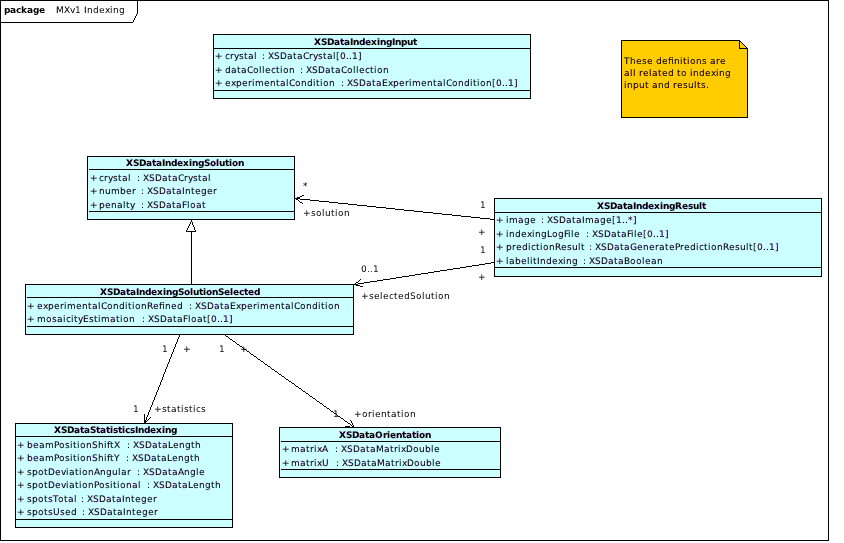 package MXv1 Indexing
XSDataIndexingInput
+ crystal : XSDataCrystal[0..1]
+ dataCollection : XSDataCollection
+ experimentalCondition : XSDataExperimentalCondition[0..1]
These definitions are
all related to indexing
input and results.
XSDataIndexingSolution
+ crystal : XSDataCrystal
+ number : XSDataInteger
+ penalty : XSDataFloat
*
+solution
1
+
XSDataIndexingResult
+ image : XSDataImage[1..*]
+ indexingLogFile : XSDataFile[0..1]
+ predictionResult : XSDataGeneratePredictionResult[0..1]
+ labelitIndexing : XSDataBoolean
1
+
0..1
+selectedSolution
XSDataIndexingSolutionSelected
+ experimentalConditionRefined : XSDataExperimentalCondition
+ mosaicityEstimation : XSDataFloat[0..1]
1 +
1 +
1 +statistics
1 +orientation
XSDataStatisticsIndexing
+ beamPositionShiftX : XSDataLength
+ beamPositionShiftY : XSDataLength
+ spotDeviationAngular : XSDataAngle
+ spotDeviationPositional : XSDataLength
+ spotsTotal : XSDataInteger
+ spotsUsed : XSDataInteger
XSDataOrientation
+ matrixA : XSDataMatrixDouble
+ matrixU : XSDataMatrixDouble